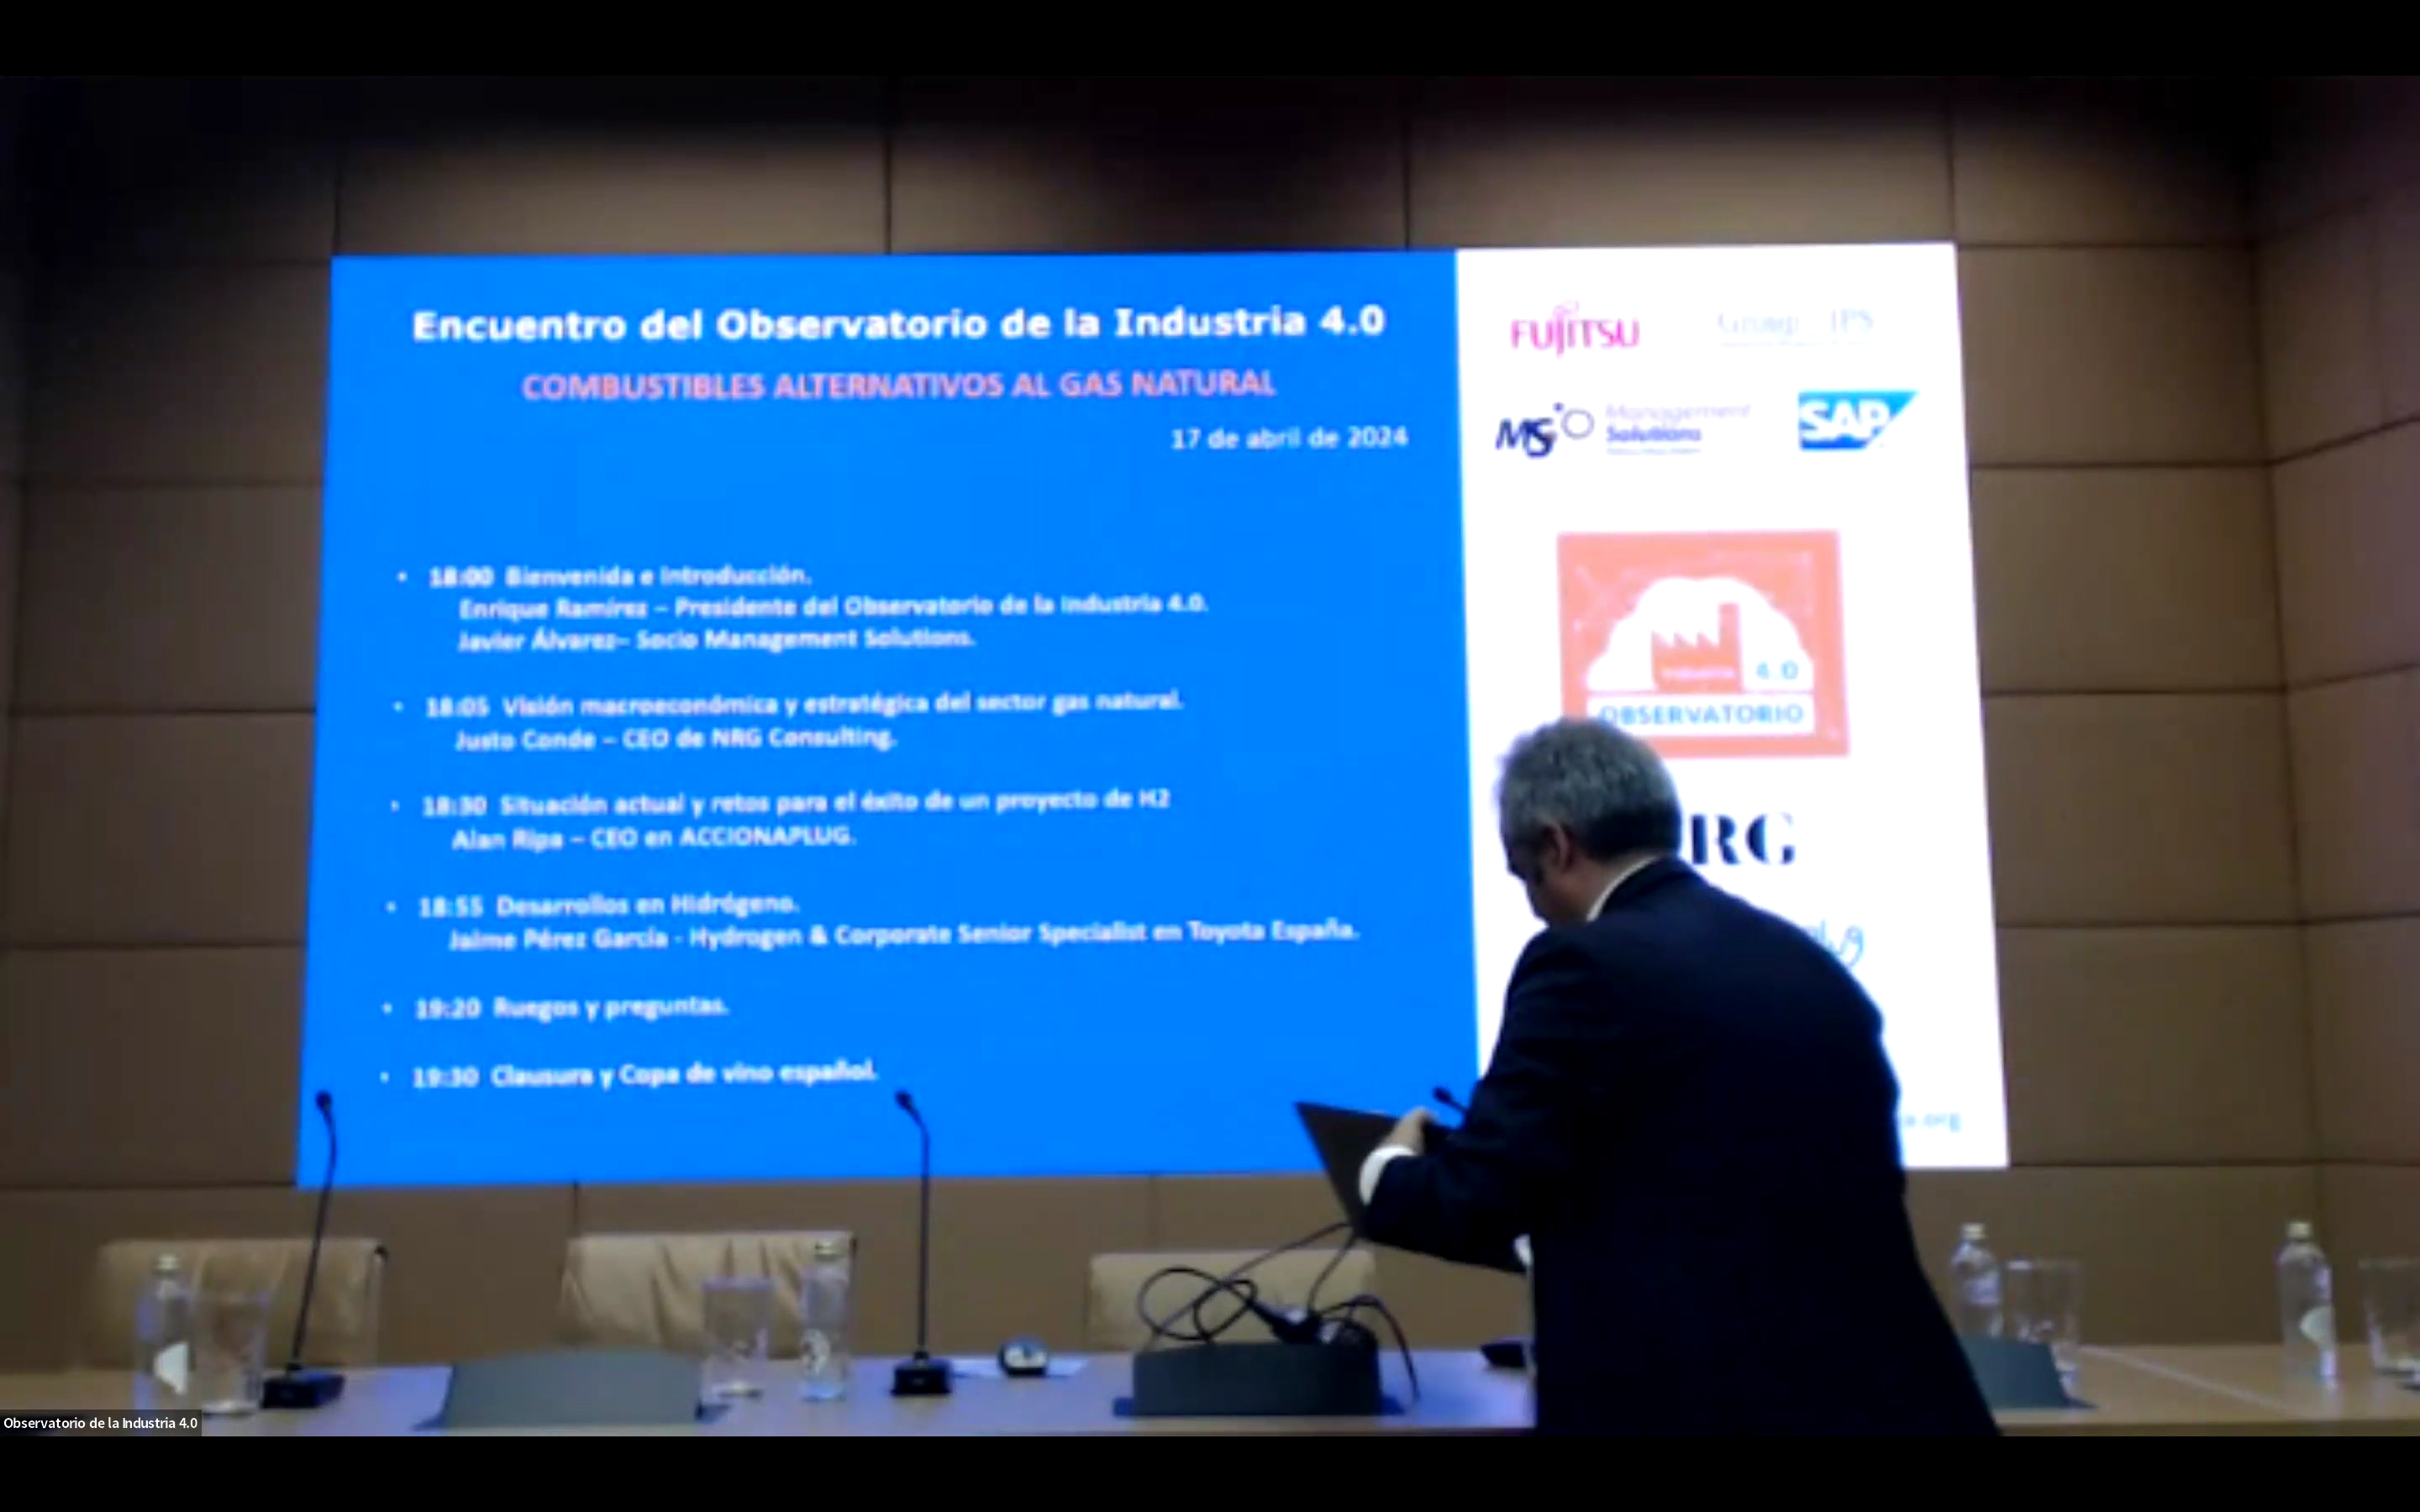 Encuentro del Observatorio de la Industria 4.0
COMBUSTIBLES ALTERNATIVOS AL GAS NATURAL
17 de abril de 2024
• 18:00 Bienvenida e Introducción.
Enrique Ramírez – Presidente del Observatorio de la Industria 4.0.
Javier Álvarez– Socio Management Solutions.
• 18:05 Visión macroeconómica y estratégica del sector gas natural.
Justo Conde – CEO de NRG Consulting.
• 18:30 Situación actual y retos para el éxito de un proyecto de H2
Alan Ripa – CEO en ACCIONAPLUG.
• 18:55 Desarrollos en Hidrógeno.
Jaime Pérez García - Hydrogen & Corporate Senior Specialist en Toyota España.
• 19:20 Ruegos y preguntas.
• 19:30 Clausura y Copa de vino español.
FUJITSU
Group IPS
MS Management
Solutions
SAP
4.0
OBSERVATORIO
RG
.org
Observatorio de la Industria 4.0